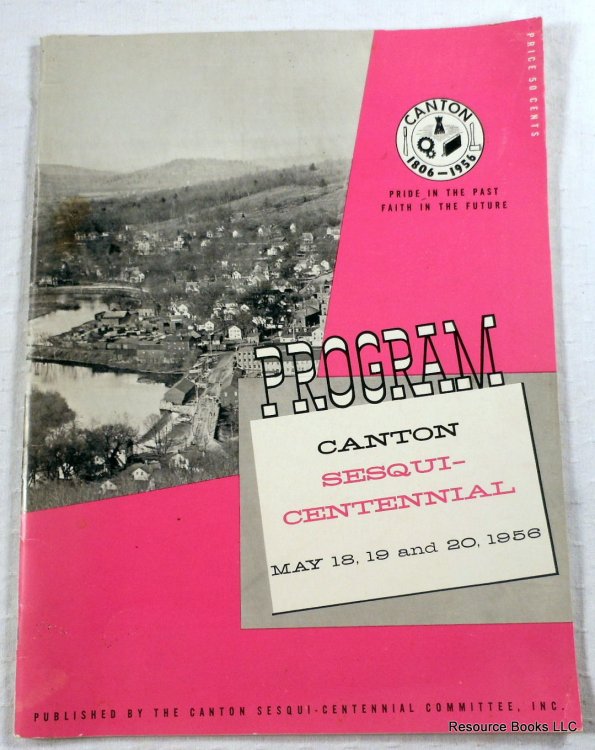 PRICE 50 CENTS
CANTON
1806-1956
PRIDE IN THE PAST
FAITH IN THE FUTURE
PROGRAM
CANTON
SESQUI-
CENTENNIAL
MAY 18, 19 and 20, 1956
PUBLISHED BY THE CANTON SESQUI-CENTENNIAL COMMITTEE, INC.
Resource Books LLC